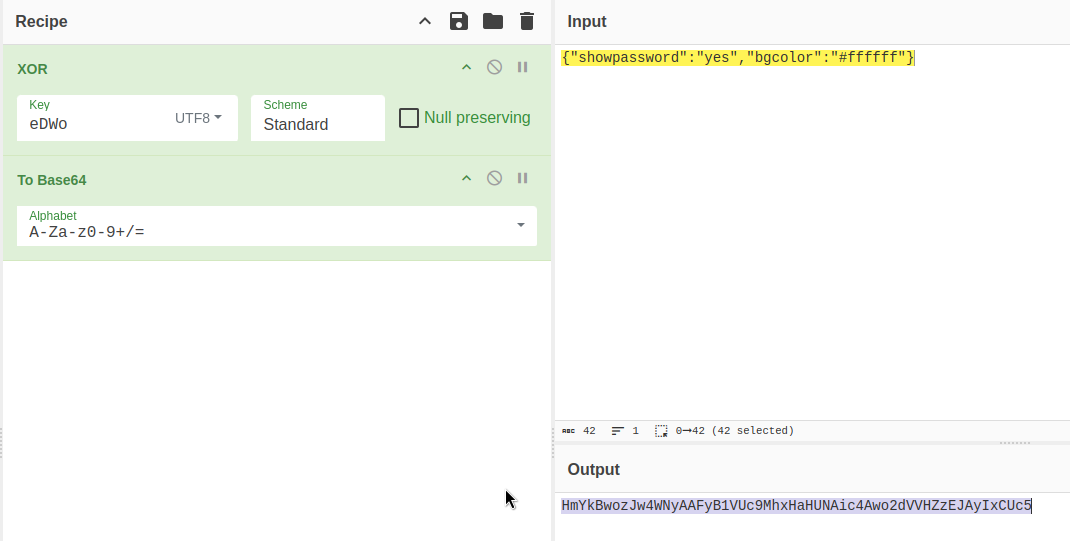 Recipe
Input
XOR
{"showpassword":"yes","bgcolor":"#ffffff"}
Key
eDWo
UTF8
Scheme
Standard
Null preserving
To Base64
Alphabet
A-Za-z0-9+/=
ABC 42 1 0→42 (42 selected)
Output
HmYkBwozJw4WNyAAFyB1VUc9MhxHaHUNAic4Awo2dVVHZzEJAyIxCUc5